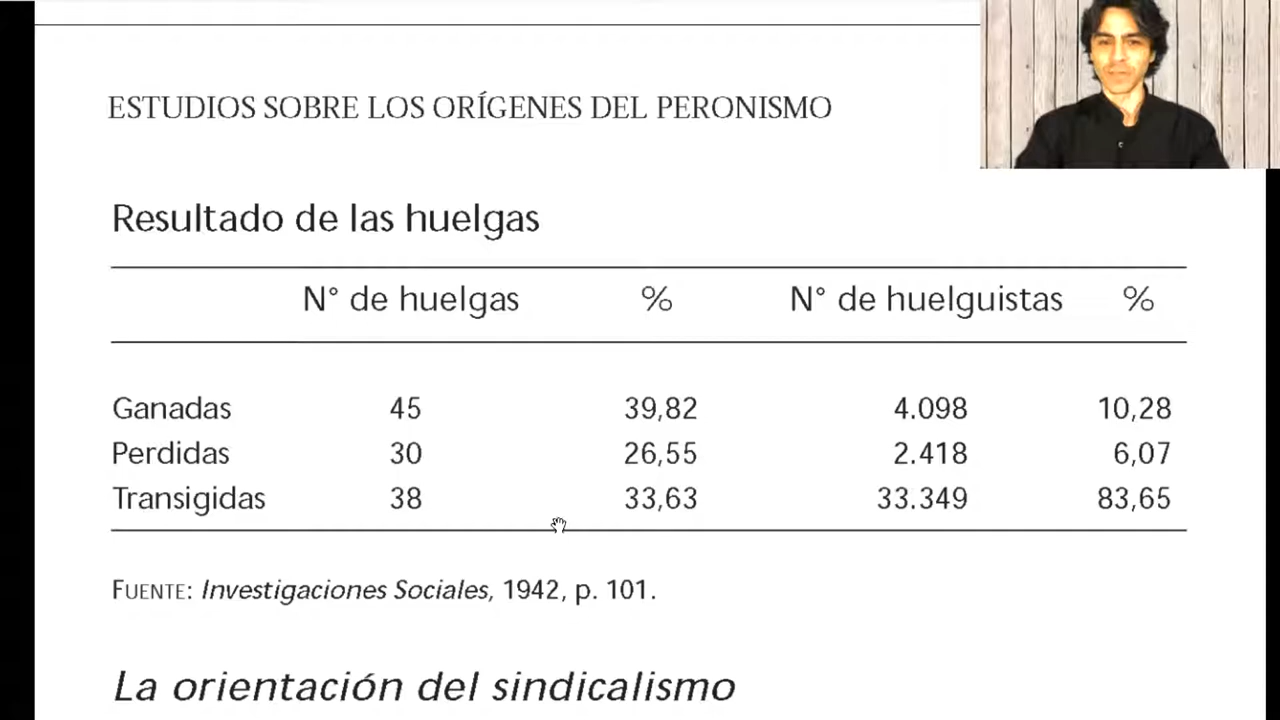 ESTUDIOS SOBRE LOS ORÍGENES DEL PERONISMO
Resultado de las huelgas
N° de huelgas % N° de huelguistas %
Ganadas 45 39,82 4.098 10,28
Perdidas 30 26,55 2.418 6,07
Transigidas 38 33,63 33.349 83,65
FUENTE: Investigaciones Sociales, 1942, p. 101.
La orientación del sindicalismo